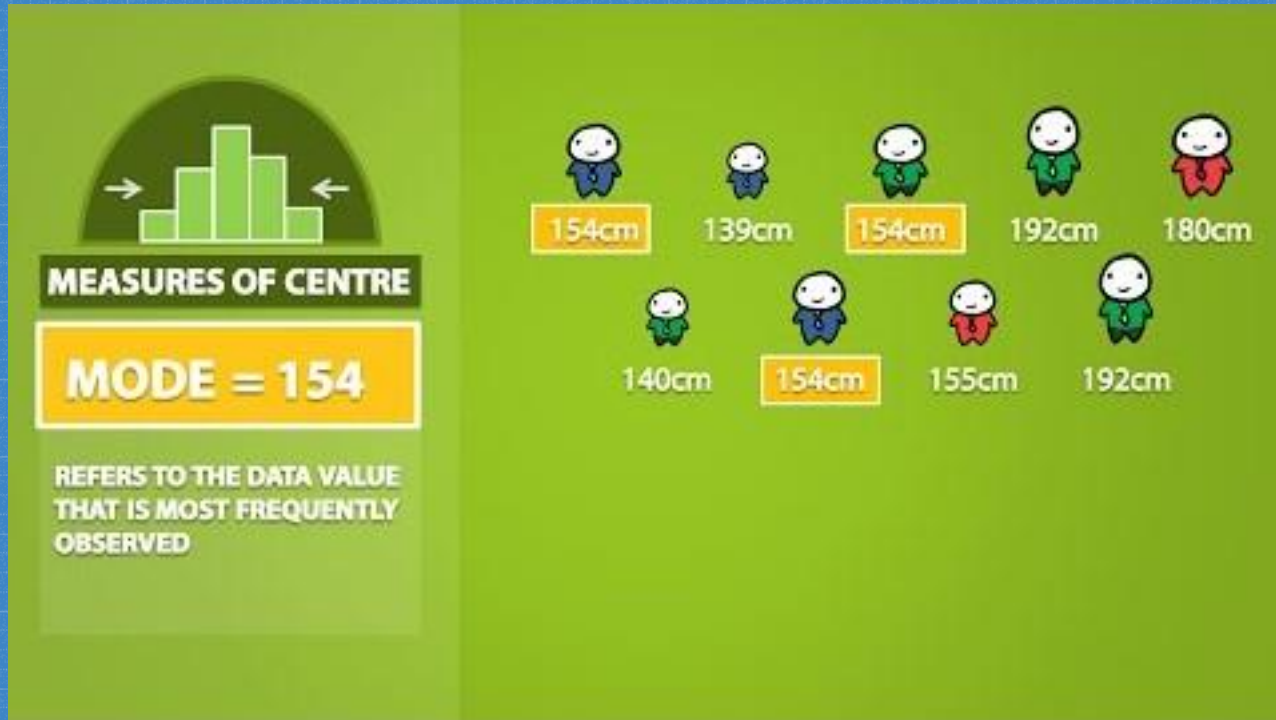 MEASURES OF CENTRE
MODE = 154
REFERS TO THE DATA VALUE
THAT IS MOST FREQUENTLY
OBSERVED
154cm 139cm 154cm 192cm 180cm
140cm 154cm 155cm 192cm